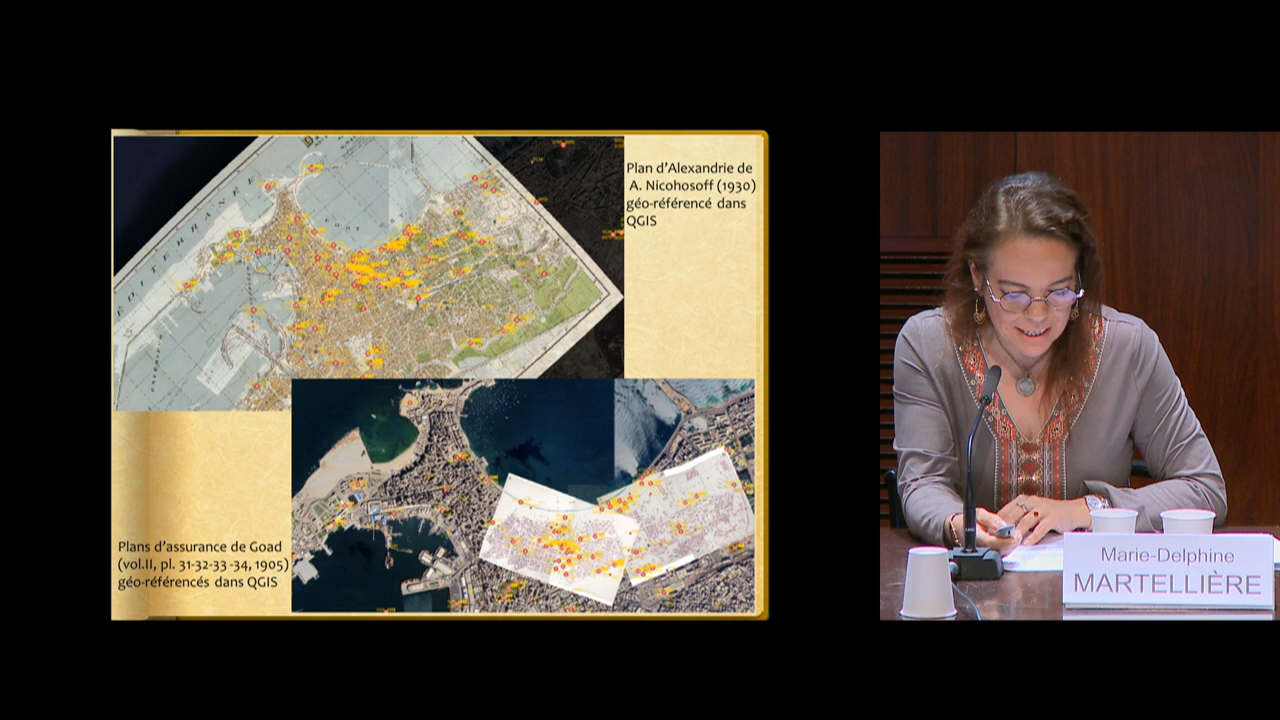 Plan d'Alexandrie de
A. Nicohosoff (1930)
géo-référencé dans
QGIS
Plans d'assurance de Goad
(vol.II, pl. 31-32-33 -34, 1905)
géo-référencés dans QGIS
Marie-Delphine
MARTELLIÈRE